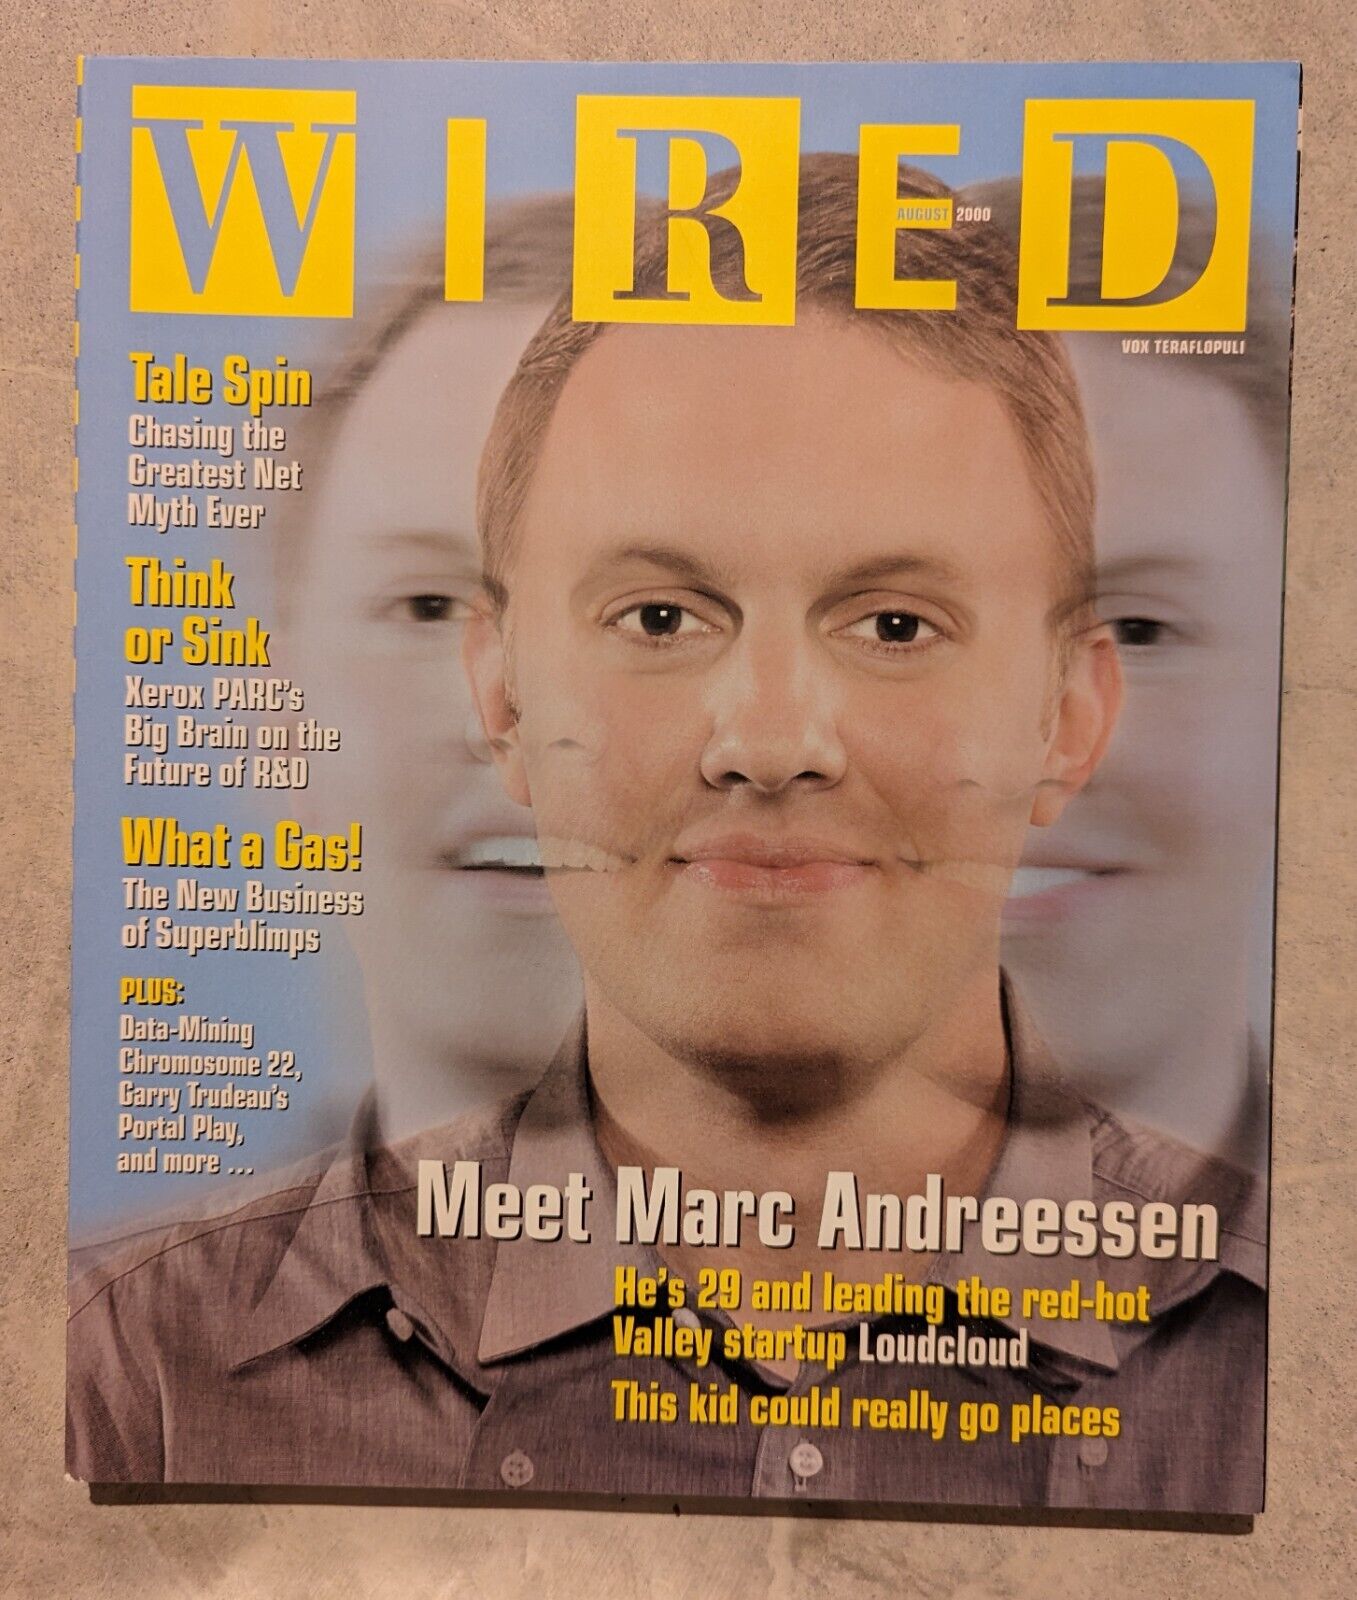 WIRED
AUGUST 2000
VOX TERAFLOPULI
Tale Spin
Chasing the
Greatest Net
Myth Ever
Think
or Sink
Xerox PARC's
Big Brain on the
Future of R&D
What a Gas!
The New Business
of Superblimps
PLUS:
Data-Mining
Chromosome 22,
Garry Trudeau's
Portal Play,
and more ...
Meet Marc Andreessen
He's 29 and leading the red-hot
Valley startup Loudcloud
This kid could really go places